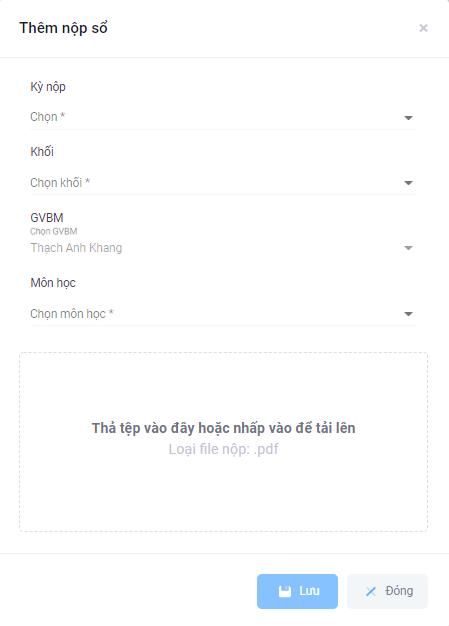 Thêm nộp sổ
×
Kỳ nộp
Chọn *
Khối
Chọn khối *
GVBM
Chọn GVBM
Thạch Anh Khang
Môn học
Chọn môn học *
Thả tệp vào đây hoặc nhấp vào để tải lên
Loại file nộp: .pdf
Lưu
Đóng